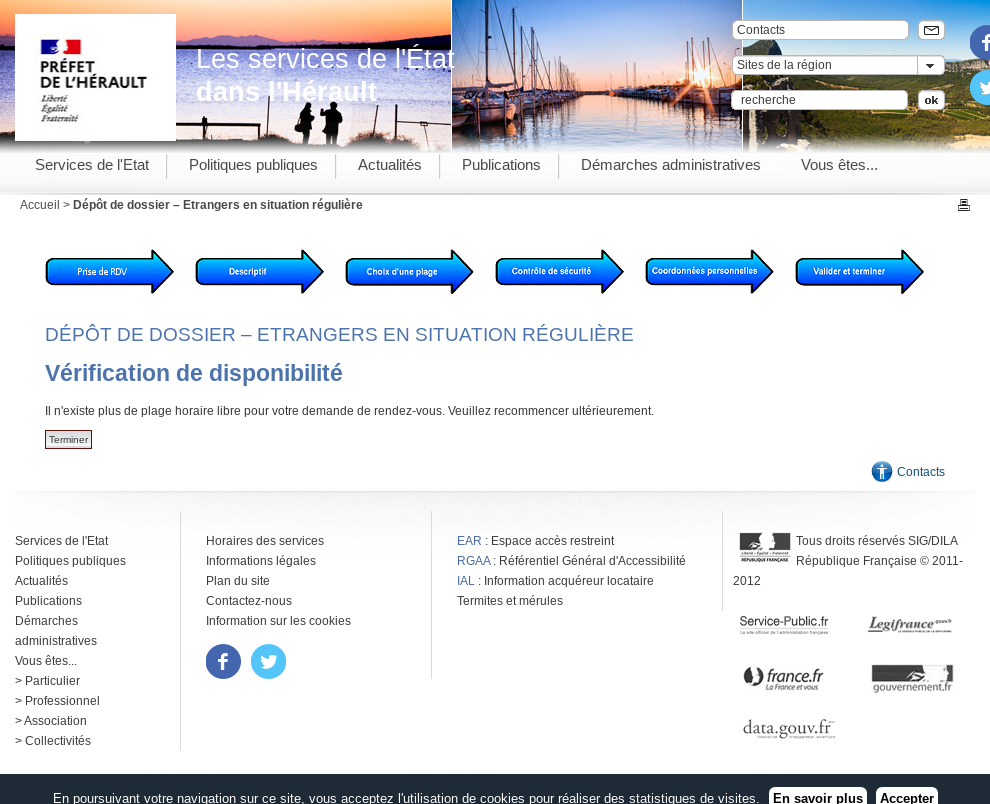 PRÉFET
DE L'HÉRAULT
Liberté
Égalité
Fraternité
Les services de l'État
dans l'Hérault
Contacts
Sites de la région
recherche
ok
Services de l'Etat
Politiques publiques
Actualités
Publications
Démarches administratives
Vous êtes...
Accueil > Dépôt de dossier – Etrangers en situation régulière
Prise de RDV
Descriptif
Choix d'une plage
Contrôle de sécurité
Coordonnées personnelles
Valider et terminer
DÉPÔT DE DOSSIER – ETRANGERS EN SITUATION RÉGULIÈRE
Vérification de disponibilité
Il n'existe plus de plage horaire libre pour votre demande de rendez-vous. Veuillez recommencer ultérieurement.
Terminer
Contacts
Services de l'Etat
Politiques publiques
Actualités
Publications
Démarches
administratives
Vous êtes...
> Particulier
> Professionnel
> Association
> Collectivités
Horaires des services
Informations légales
Plan du site
Contactez-nous
Information sur les cookies
EAR : Espace accès restreint
RGAA : Référentiel Général d'Accessibilité
IAL : Information acquéreur locataire
Termites et mérules
Liberté • Égalité • Fraternité
RÉPUBLIQUE FRANÇAISE
Tous droits réservés SIG/DILA
République Française © 2011-
2012
Service-Public.fr
Le site officiel de l'administration française
Legifrance.gouv.fr
france.fr
La France et vous
gouvernement.fr
data.gouv.fr
En poursuivant votre navigation sur ce site, vous acceptez l'utilisation de cookies pour réaliser des statistiques de visites.
En savoir plus
Accepter